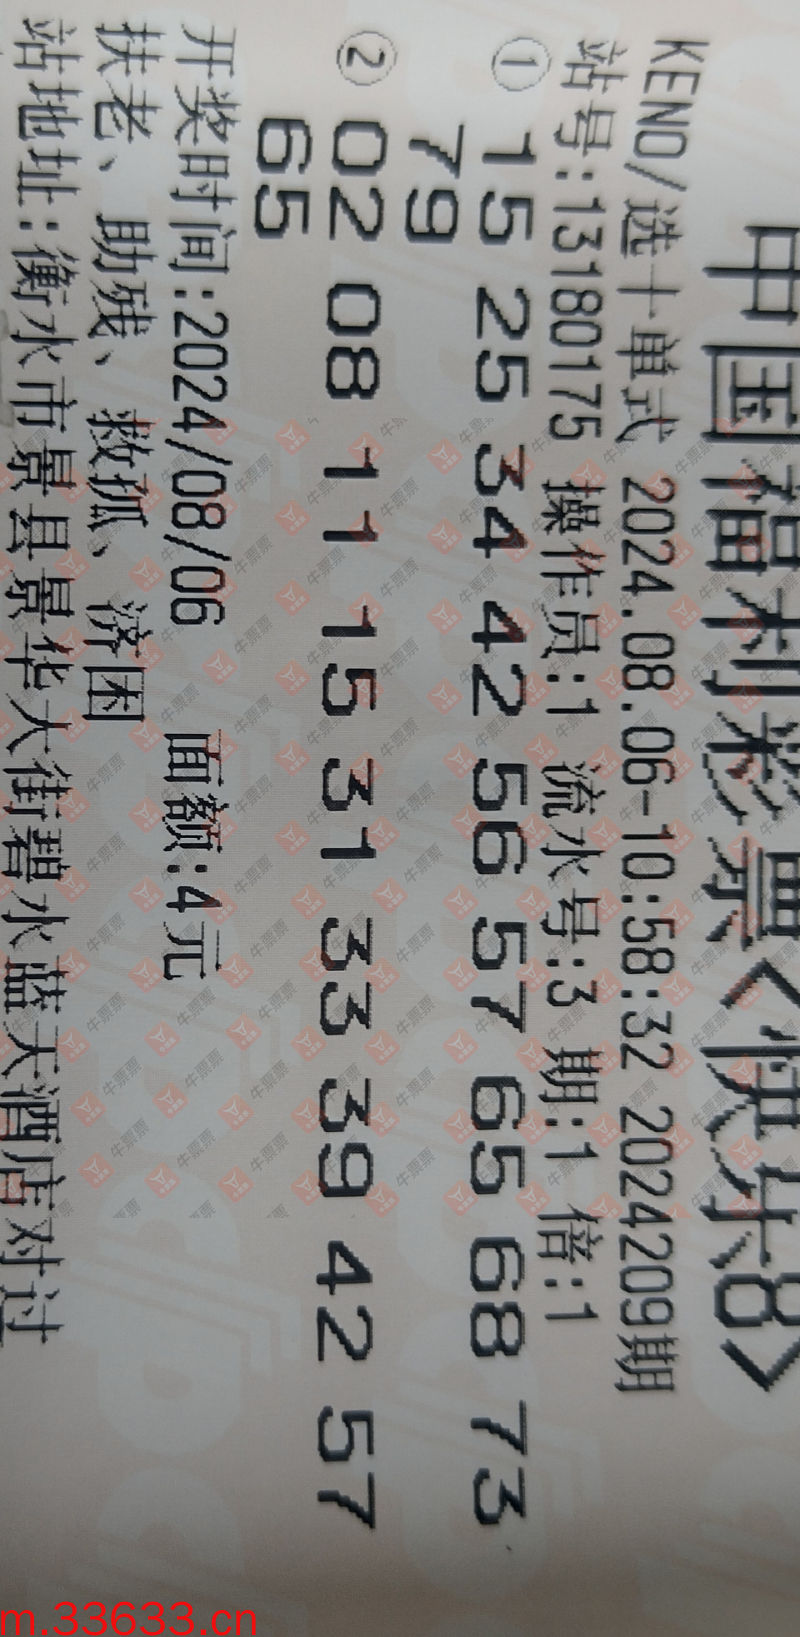 中国福利彩票<快乐8>
KENO/选十单式 2024.08.06-10:58:32 2024209期
站号:13180175 操作员:1 流水号:3 期:1 倍:1
① 15 25 34 42 56 57 65 68 73
79
② 02 08 11 15 31 33 39 42 57
65
开奖时间:2024/08/06 面额:4元
扶老、助残、救孤、济困
站地址:衡水市景县景华大街碧水蓝天酒店对过
牛票票
m.33633.cn